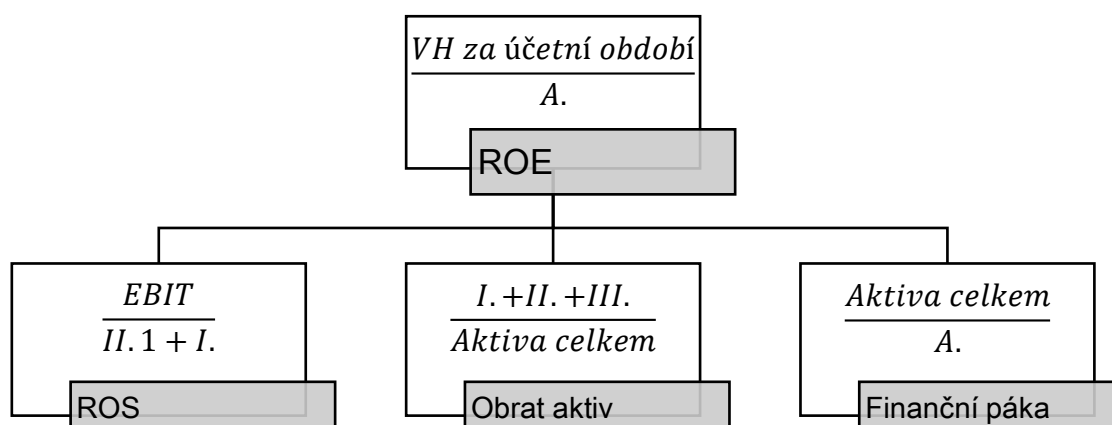 VH za účetní období
A.
ROE
EBIT
II. 1 + I.
ROS
I. +II. +III.
Aktiva celkem
Obrat aktiv
Aktiva celkem
A.
Finanční páka